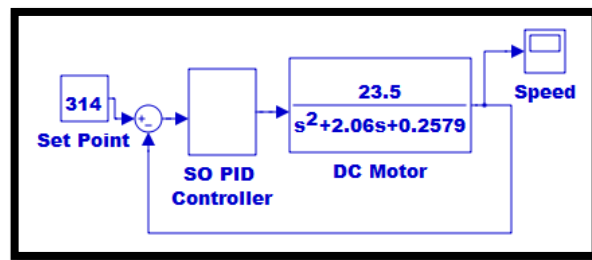 314
+
−
Set Point
SO PID
Controller
23.5
s²+2.06s+0.2579
DC Motor
Speed